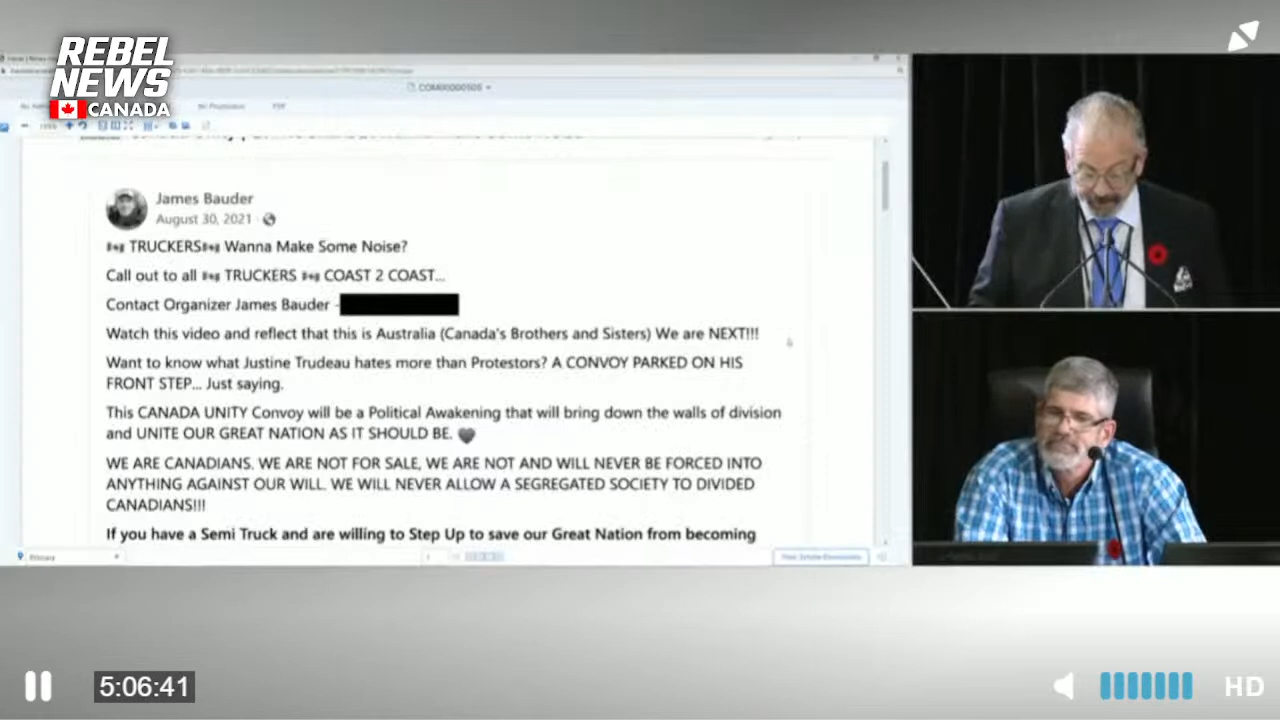 REBEL
NEWS
CANADA
COM00000505
PDF
James Bauder
August 30, 2021
TRUCKERS Wanna Make Some Noise?
Call out to all TRUCKERS COAST 2 COAST...
Contact Organizer James Bauder -
Watch this video and reflect that this is Australia (Canada's Brothers and Sisters) We are NEXT!!!
Want to know what Justine Trudeau hates more than Protestors? A CONVOY PARKED ON HIS
FRONT STEP... Just saying.
This CANADA UNITY Convoy will be a Political Awakening that will bring down the walls of division
and UNITE OUR GREAT NATION AS IT SHOULD BE.
WE ARE CANADIANS. WE ARE NOT FOR SALE, WE ARE NOT AND WILL NEVER BE FORCED INTO
ANYTHING AGAINST OUR WILL. WE WILL NEVER ALLOW A SEGREGATED SOCIETY TO DIVIDED
CANADIANS!!!
If you have a Semi Truck and are willing to Step Up to save our Great Nation from becoming
5:06:41
HD